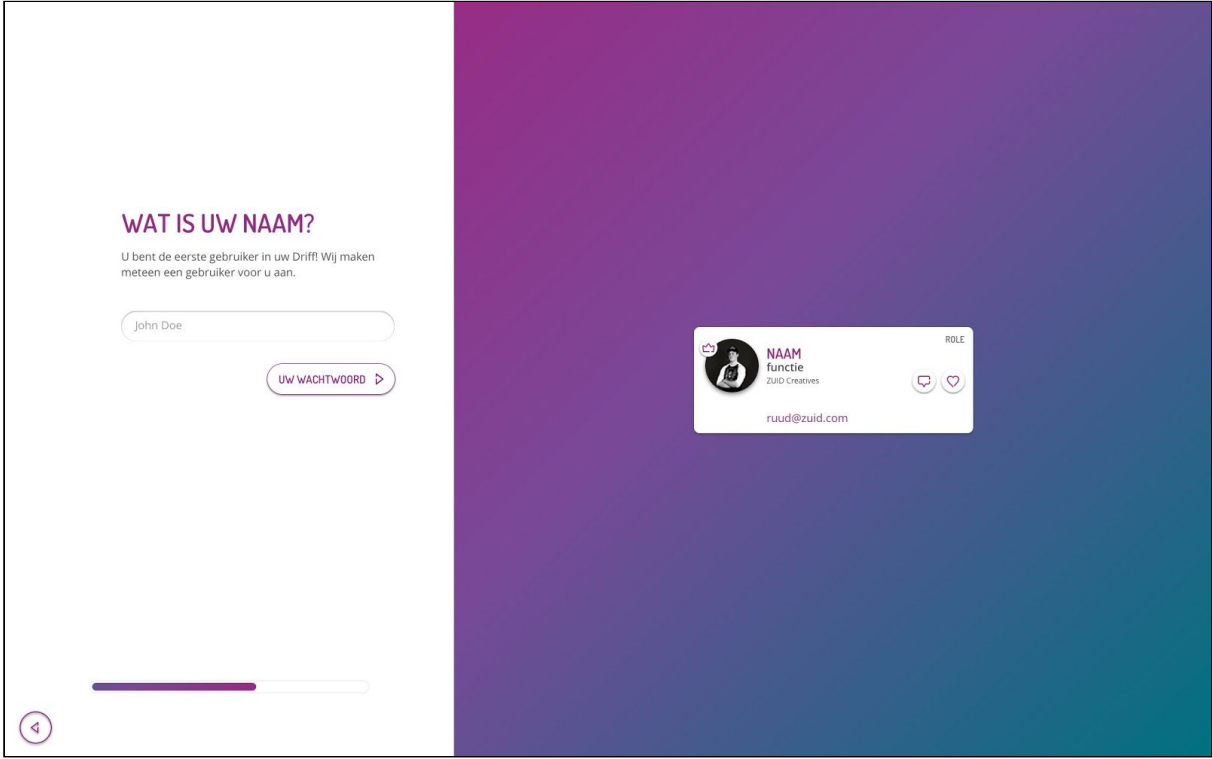 WAT IS UW NAAM?
U bent de eerste gebruiker in uw Driff! Wij maken
meteen een gebruiker voor u aan.
John Doe
UW WACHTWOORD
ROLE
NAAM
functie
ZUID Creatives
ruud@zuid.com